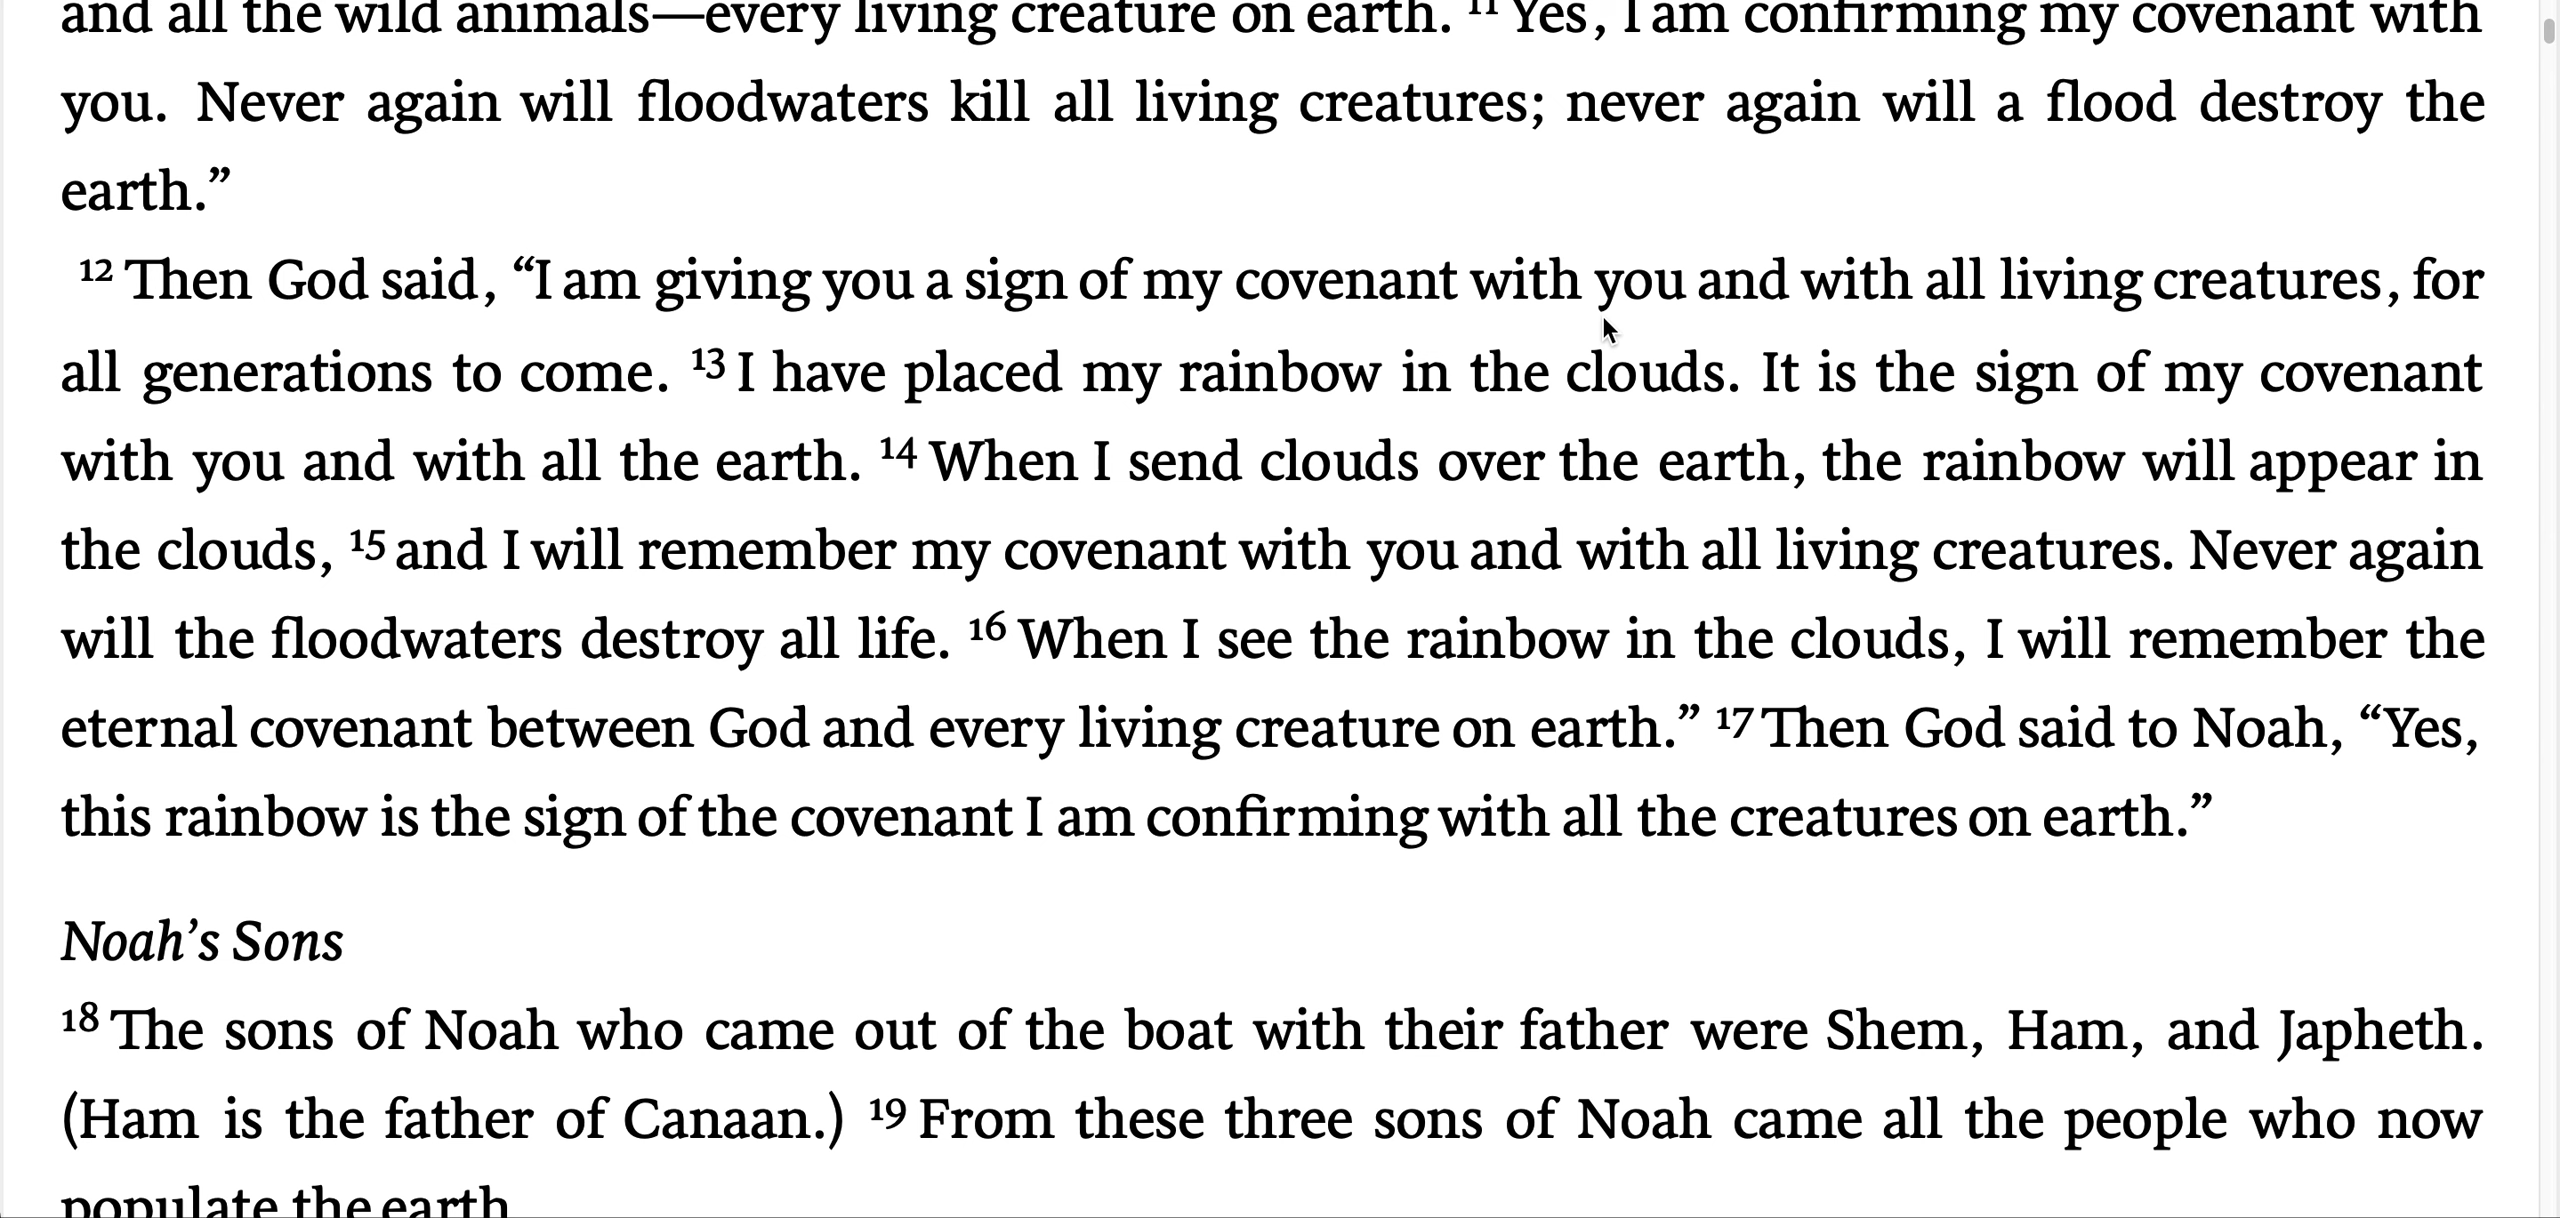 and all the wild animals—every living creature on earth. 11 Yes, I am confirming my covenant with
you. Never again will floodwaters kill all living creatures; never again will a flood destroy the
earth.”
12 Then God said, “I am giving you a sign of my covenant with you and with all living creatures, for
all generations to come. 13 I have placed my rainbow in the clouds. It is the sign of my covenant
with you and with all the earth. 14 When I send clouds over the earth, the rainbow will appear in
the clouds, 15 and I will remember my covenant with you and with all living creatures. Never again
will the floodwaters destroy all life. 16 When I see the rainbow in the clouds, I will remember the
eternal covenant between God and every living creature on earth.” 17 Then God said to Noah, “Yes,
this rainbow is the sign of the covenant I am confirming with all the creatures on earth.”
Noah’s Sons
18 The sons of Noah who came out of the boat with their father were Shem, Ham, and Japheth.
(Ham is the father of Canaan.) 19 From these three sons of Noah came all the people who now
populate the earth